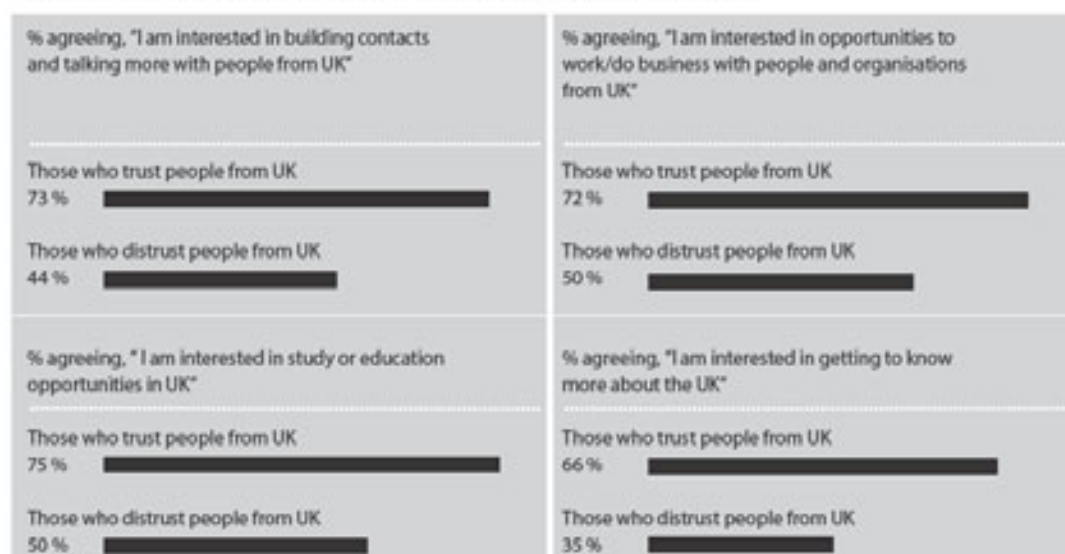 % agreeing, "I am interested in building contacts
and talking more with people from UK"
Those who trust people from UK
73 %
Those who distrust people from UK
44 %
% agreeing, "I am interested in opportunities to
work/do business with people and organisations
from UK"
Those who trust people from UK
72 %
Those who distrust people from UK
50 %
% agreeing, " I am interested in study or education
opportunities in UK"
Those who trust people from UK
75 %
Those who distrust people from UK
50 %
% agreeing, "I am interested in getting to know
more about the UK"
Those who trust people from UK
66 %
Those who distrust people from UK
35 %